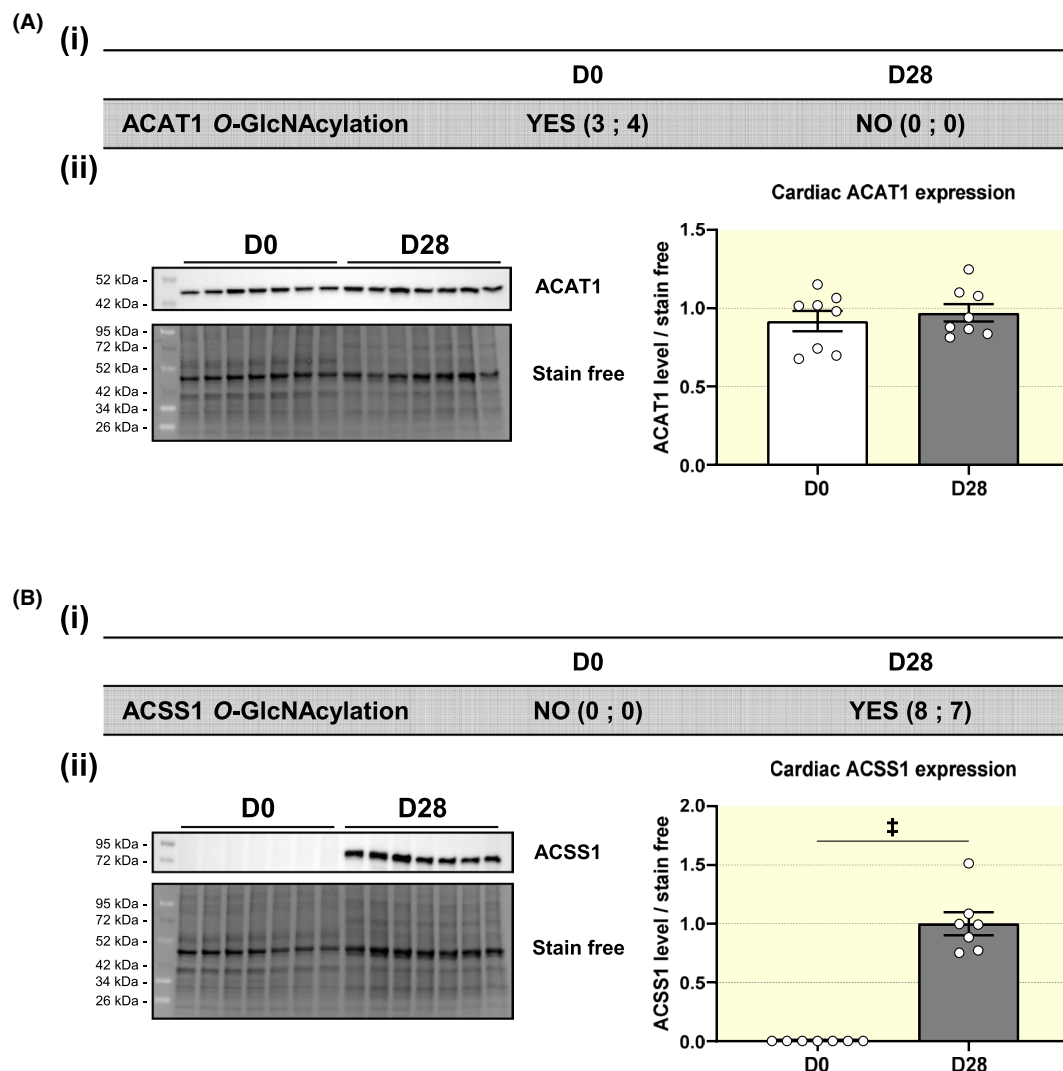 (A)
(i)
D0 D28
ACAT1 O-GlcNAcylation YES (3 ; 4) NO (0 ; 0)
(ii)
D0 D28
52 kDa -
42 kDa -
ACAT1
95 kDa -
72 kDa -
52 kDa -
42 kDa -
34 kDa -
26 kDa -
Stain free
Cardiac ACAT1 expression
ACAT1 level / stain free
1.5
1.0
0.5
0.0
D0 D28
(B)
(i)
D0 D28
ACSS1 O-GlcNAcylation NO (0 ; 0) YES (8 ; 7)
(ii)
D0 D28
95 kDa -
72 kDa -
ACSS1
95 kDa -
72 kDa -
52 kDa -
42 kDa -
34 kDa -
26 kDa -
Stain free
Cardiac ACSS1 expression
ACSS1 level / stain free
2.0
1.5
1.0
0.5
0.0
‡
D0 D28